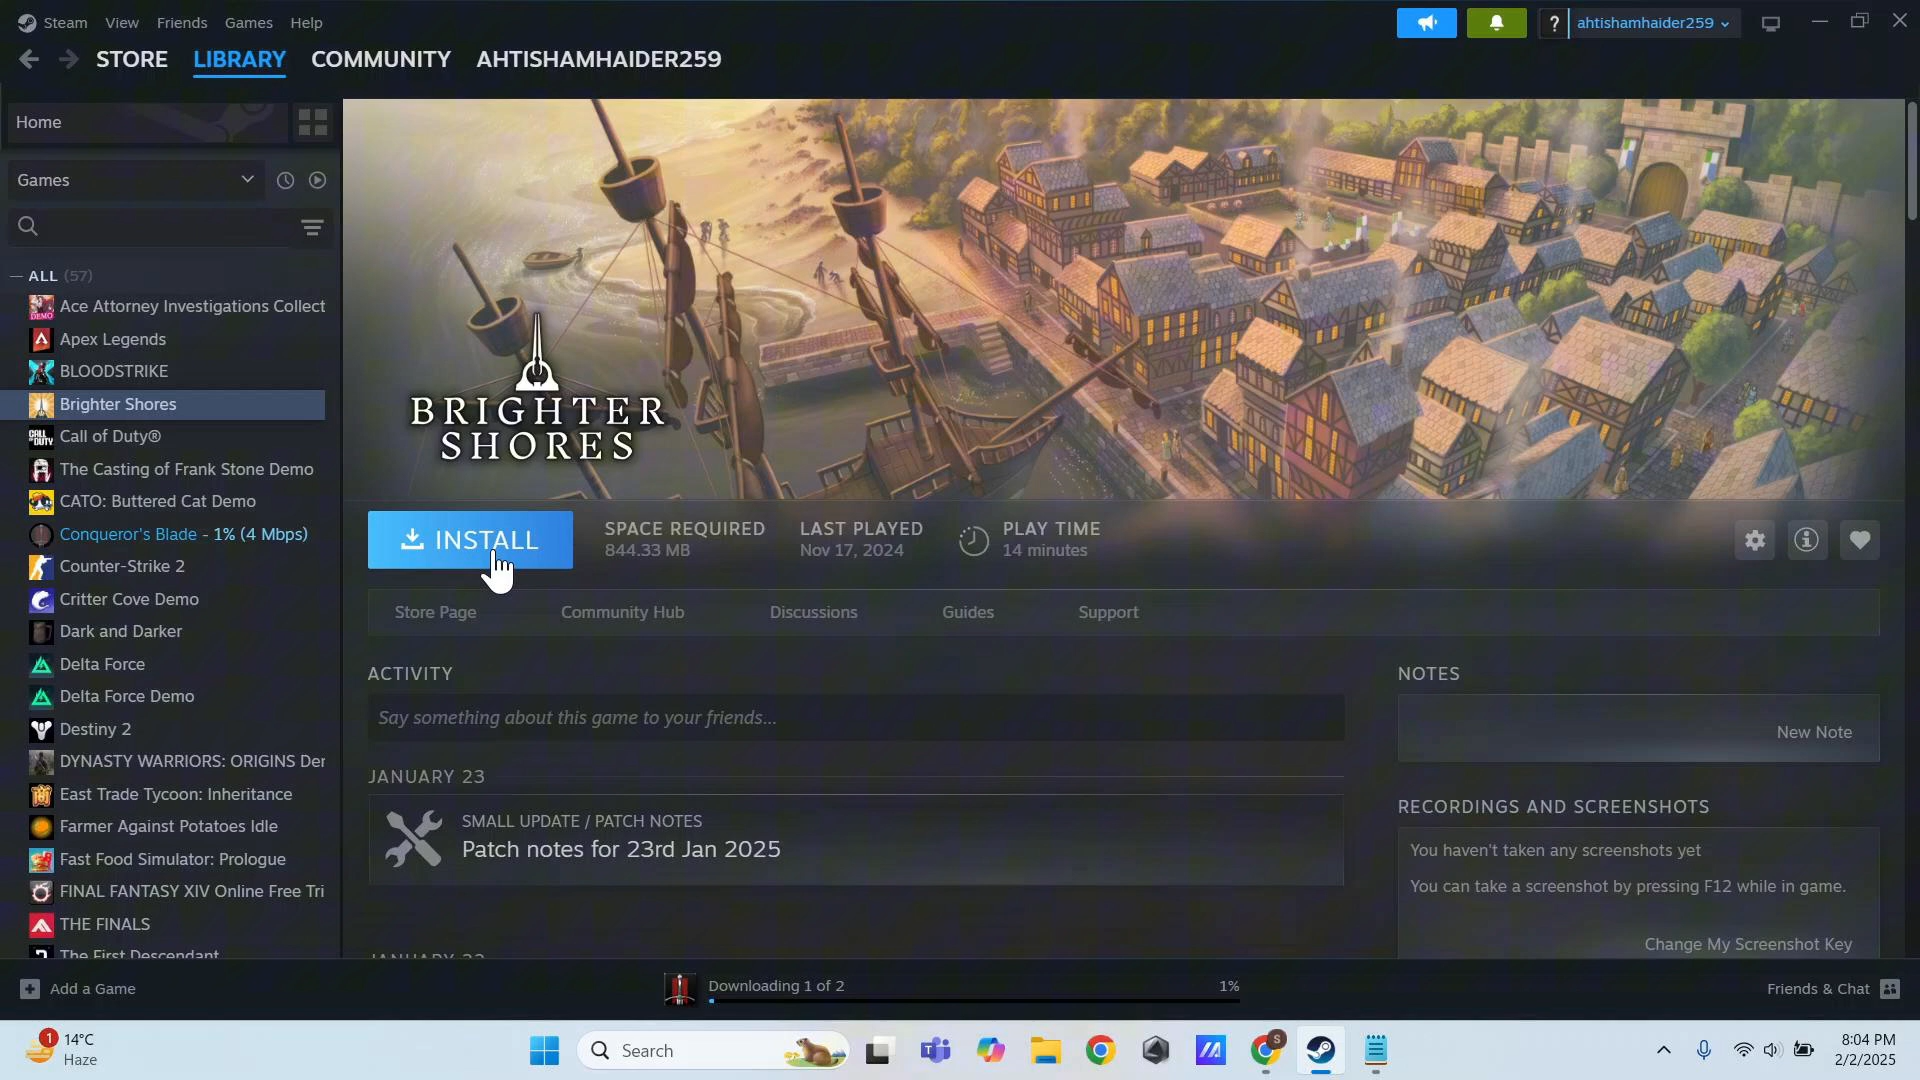 Steam View Friends Games Help
ahtishamhaider259
STORE LIBRARY COMMUNITY AHTISHAMHAIDER259
Home
Games
ALL (57)
Ace Attorney Investigations Collect
DEMO
Apex Legends
BLOODSTRIKE
Brighter Shores
Call of Duty®
CALL OF DUTY
The Casting of Frank Stone Demo
CATO: Buttered Cat Demo
Conqueror's Blade - 1% (4 Mbps)
Counter-Strike 2
Critter Cove Demo
Dark and Darker
Delta Force
Delta Force Demo
Destiny 2
DYNASTY WARRIORS: ORIGINS Der
East Trade Tycoon: Inheritance
Farmer Against Potatoes Idle
Fast Food Simulator: Prologue
FINAL FANTASY XIV Online Free Tri
THE FINALS
The First Descendant
BRIGHTER
SHORES
INSTALL
SPACE REQUIRED
844.33 MB
LAST PLAYED
Nov 17, 2024
PLAY TIME
14 minutes
Store Page Community Hub Discussions Guides Support
ACTIVITY
Say something about this game to your friends...
JANUARY 23
SMALL UPDATE / PATCH NOTES
Patch notes for 23rd Jan 2025
NOTES
New Note
RECORDINGS AND SCREENSHOTS
You haven't taken any screenshots yet
You can take a screenshot by pressing F12 while in game.
Change My Screenshot Key
Add a Game
Downloading 1 of 2 1%
Friends & Chat
1
14°C
Haze
Search
S
8:04 PM
2/2/2025